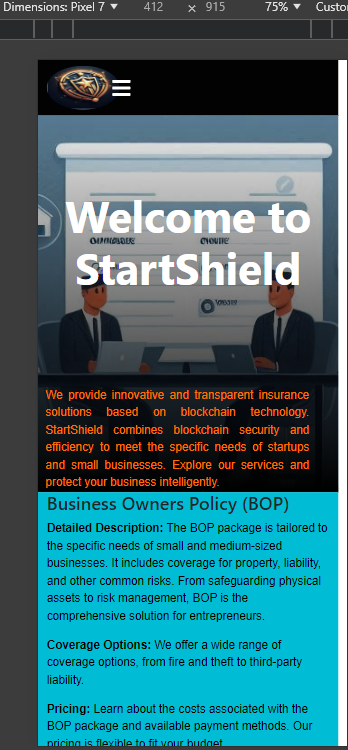 Dimensions: Pixel 7 ▼ 412 × 915 75% ▼ Custo
Welcome to
StartShield
We provide innovative and transparent insurance
solutions based on blockchain technology.
StartShield combines blockchain security and
efficiency to meet the specific needs of startups
and small businesses. Explore our services and
protect your business intelligently.
Business Owners Policy (BOP)
Detailed Description: The BOP package is tailored to
the specific needs of small and medium-sized
businesses. It includes coverage for property, liability,
and other common risks. From safeguarding physical
assets to risk management, BOP is the
comprehensive solution for entrepreneurs.
Coverage Options: We offer a wide range of
coverage options, from fire and theft to third-party
liability.
Pricing: Learn about the costs associated with the
BOP package and available payment methods. Our
pricing is flexible to fit your budget